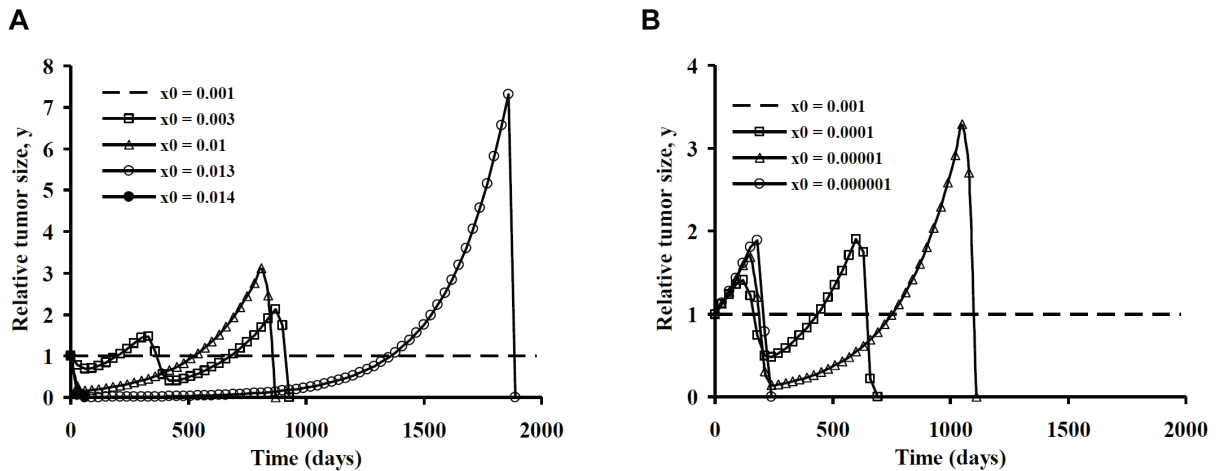 A
Relative tumor size, y
8
7
6
5
4
3
2
1
0
x0 = 0.001
x0 = 0.003
x0 = 0.01
x0 = 0.013
x0 = 0.014
0
500
1000
1500
2000
Time (days)
B
Relative tumor size, y
4
3
2
1
0
x0 = 0.001
x0 = 0.0001
x0 = 0.00001
x0 = 0.000001
0
500
1000
1500
2000
Time (days)